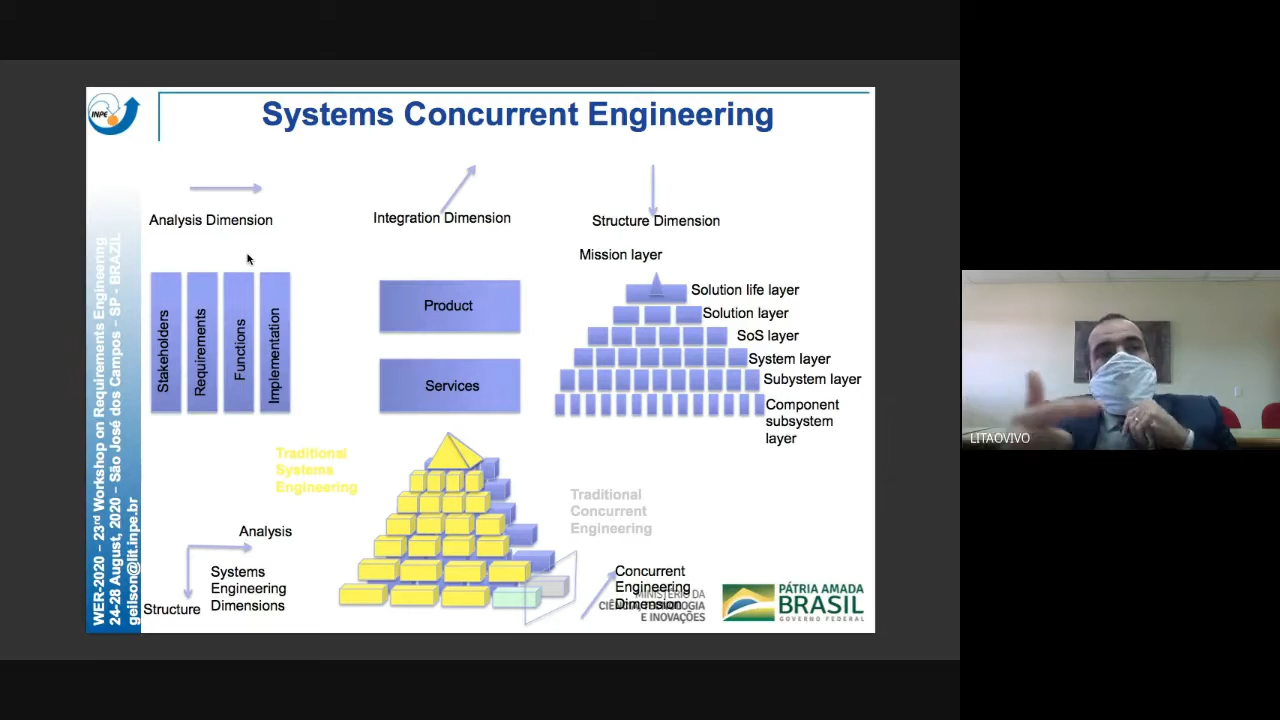 INPE
Systems Concurrent Engineering
Analysis Dimension
Integration Dimension
Structure Dimension
Mission layer
Solution life layer
Solution layer
SoS layer
System layer
Subystem layer
Component
subsystem
layer
Stakeholders
Requirements
Functions
Implementation
Product
Services
Traditional
Systems
Engineering
Traditional
Concurrent
Engineering
Analysis
Systems
Engineering
Dimensions
Structure
Concurrent
Engineering
Dimension
MINISTÉRIO DA
CIÊNCIA, TECNOLOGIA
E INOVAÇÕES
PÁTRIA AMADA
BRASIL
GOVERNO FEDERAL
WER-2020 – 23rd Workshop on Requirements Engineering
24-28 August, 2020 – São José dos Campos – SP - BRAZIL
geilson@lit.inpe.br
LITAOVIVO